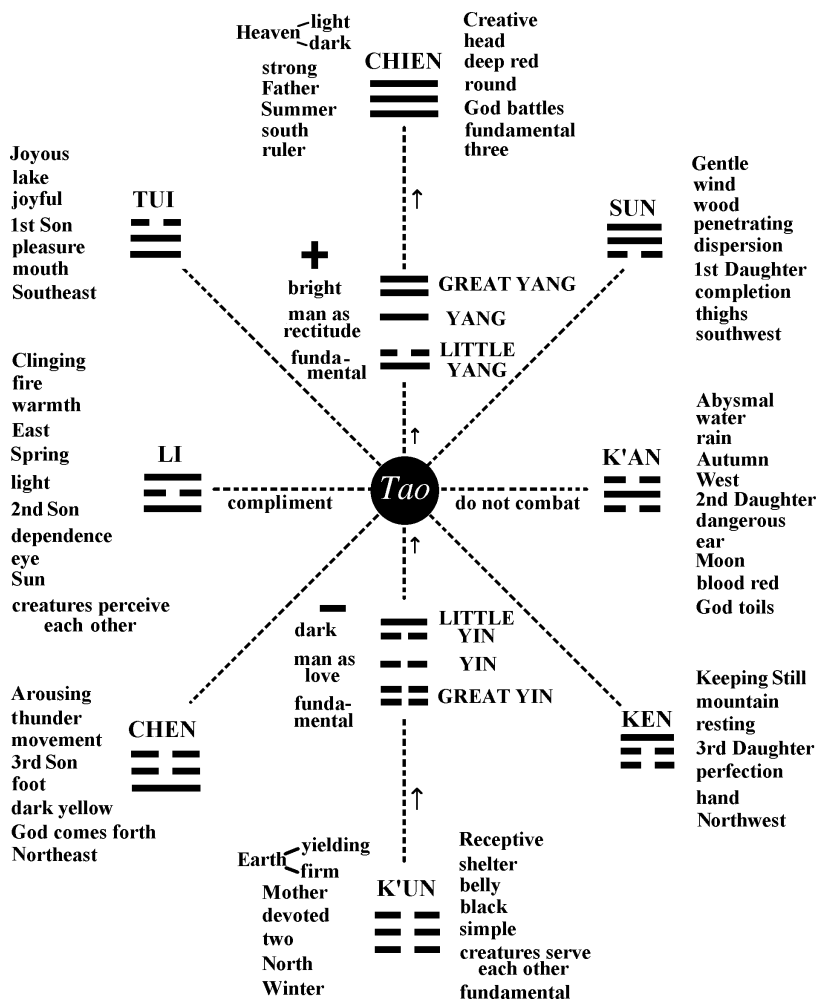 Heaven
light
dark
CHIEN
strong
Father
Summer
south
ruler
Creative
head
deep red
round
God battles
fundamental
three
Joyous
lake
joyful
1st Son
pleasure
mouth
Southeast
TUI
SUN
Gentle
wind
wood
penetrating
dispersion
1st Daughter
completion
thighs
southwest
+
bright
man as
rectitude
funda-
mental
GREAT YANG
YANG
LITTLE
YANG
Clinging
fire
warmth
East
Spring
light
2nd Son
dependence
eye
Sun
creatures perceive
each other
LI
compliment
Tao
do not combat
K'AN
Abysmal
water
rain
Autumn
West
2nd Daughter
dangerous
ear
Moon
blood red
God toils
dark
man as
love
funda-
mental
LITTLE
YIN
YIN
GREAT YIN
Arousing
thunder
movement
3rd Son
foot
dark yellow
God comes forth
Northeast
CHEN
KEN
Keeping Still
mountain
resting
3rd Daughter
perfection
hand
Northwest
Earth
yielding
firm
Mother
devoted
two
North
Winter
K'UN
Receptive
shelter
belly
black
simple
creatures serve
each other
fundamental